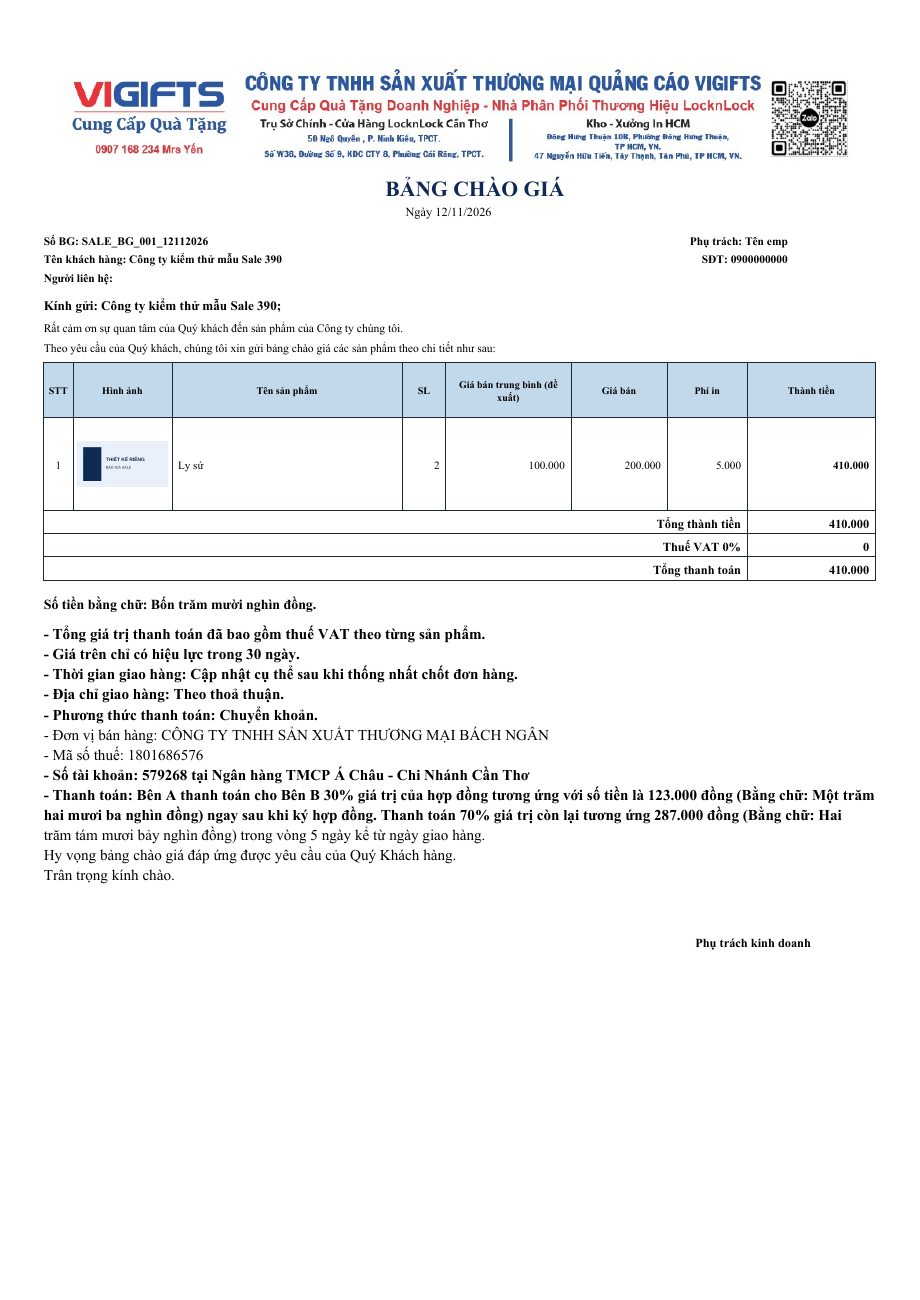 VIGIFTS
Cung Cấp Quà Tặng
0907 168 234 Mrs Yến
CÔNG TY TNHH SẢN XUẤT THƯƠNG MẠI QUẢNG CÁO VIGIFTS
Cung Cấp Quà Tặng Doanh Nghiệp - Nhà Phân Phối Thương Hiệu LocknLock
Trụ Sở Chính - Cửa Hàng LocknLock Cần Thơ
50 Ngô Quyền , P. Ninh Kiều, TPCT.
Số W36, Đường Số 9, KDC CTY 8, Phường Cái Răng, TPCT.
Kho - Xưởng In HCM
Đông Hưng Thuận 10B, Phường Đông Hưng Thuận,
TP HCM, VN.
47 Nguyễn Hữu Tiến, Tây Thạnh, Tân Phú, TP HCM, VN.
Zalo
BẢNG CHÀO GIÁ
Ngày 12/11/2026
Số BG: SALE_BG_001_12112026
Phụ trách: Tên emp
Tên khách hàng: Công ty kiểm thử mẫu Sale 390
SĐT: 0900000000
Người liên hệ:
Kính gửi: Công ty kiểm thử mẫu Sale 390;
Rất cảm ơn sự quan tâm của Quý khách đến sản phẩm của Công ty chúng tôi.
Theo yêu cầu của Quý khách, chúng tôi xin gửi bảng chào giá các sản phẩm theo chi tiết như sau:
STT Hình ảnh Tên sản phẩm SL Giá bán trung bình (đề xuất) Giá bán Phí in Thành tiền
THIẾT KẾ RIÊNG
BÁO GIÁ SALE
1 Ly sứ 2 100.000 200.000 5.000 410.000
Tổng thành tiền 410.000
Thuế VAT 0% 0
Tổng thanh toán 410.000
Số tiền bằng chữ: Bốn trăm mười nghìn đồng.
- Tổng giá trị thanh toán đã bao gồm thuế VAT theo từng sản phẩm.
- Giá trên chỉ có hiệu lực trong 30 ngày.
- Thời gian giao hàng: Cập nhật cụ thể sau khi thống nhất chốt đơn hàng.
- Địa chỉ giao hàng: Theo thoả thuận.
- Phương thức thanh toán: Chuyển khoản.
- Đơn vị bán hàng: CÔNG TY TNHH SẢN XUẤT THƯƠNG MẠI BÁCH NGÂN
- Mã số thuế: 1801686576
- Số tài khoản: 579268 tại Ngân hàng TMCP Á Châu - Chi Nhánh Cần Thơ
- Thanh toán: Bên A thanh toán cho Bên B 30% giá trị của hợp đồng tương ứng với số tiền là 123.000 đồng (Bằng chữ: Một trăm
hai mươi ba nghìn đồng) ngay sau khi ký hợp đồng. Thanh toán 70% giá trị còn lại tương ứng 287.000 đồng (Bằng chữ: Hai
trăm tám mươi bảy nghìn đồng) trong vòng 5 ngày kể từ ngày giao hàng.
Hy vọng bảng chào giá đáp ứng được yêu cầu của Quý Khách hàng.
Trân trọng kính chào.
Phụ trách kinh doanh